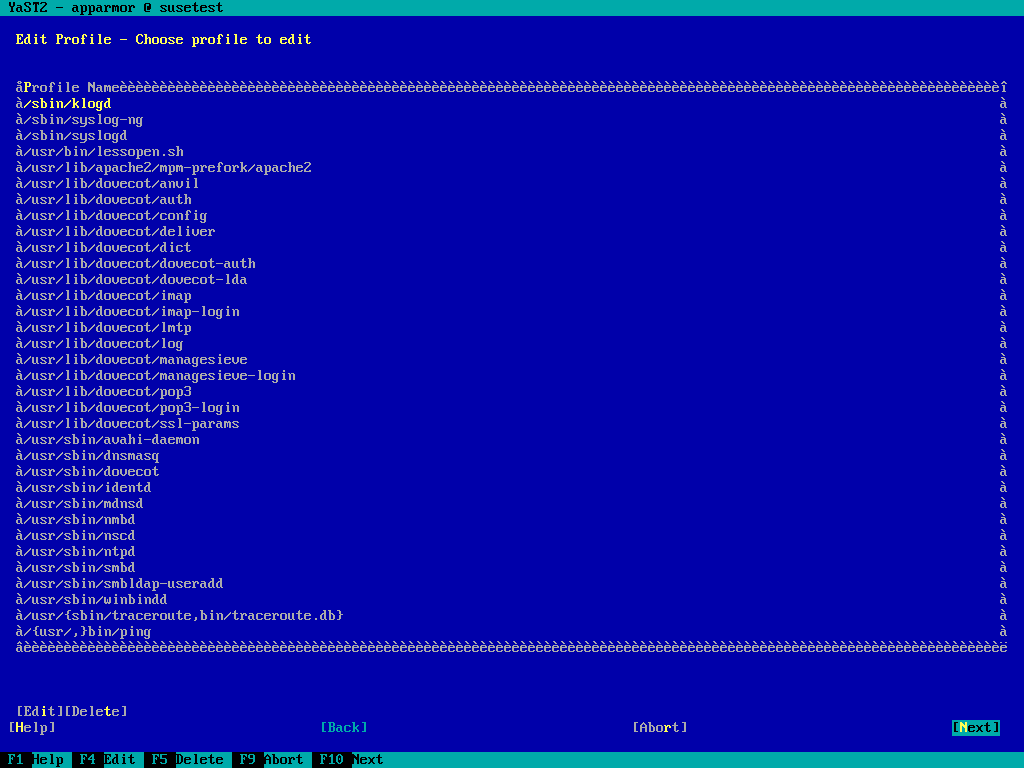 YaST2 - apparmor @ susetest
Edit Profile - Choose profile to edit
Profile Name
/sbin/klogd
/sbin/syslog-ng
/sbin/syslogd
/usr/bin/lessopen.sh
/usr/lib/apache2/mpm-prefork/apache2
/usr/lib/dovecot/anvil
/usr/lib/dovecot/auth
/usr/lib/dovecot/config
/usr/lib/dovecot/deliver
/usr/lib/dovecot/dict
/usr/lib/dovecot/dovecot-auth
/usr/lib/dovecot/dovecot-lda
/usr/lib/dovecot/imap
/usr/lib/dovecot/imap-login
/usr/lib/dovecot/lmtp
/usr/lib/dovecot/log
/usr/lib/dovecot/managesieve
/usr/lib/dovecot/managesieve-login
/usr/lib/dovecot/pop3
/usr/lib/dovecot/pop3-login
/usr/lib/dovecot/ssl-params
/usr/sbin/avahi-daemon
/usr/sbin/dnsmasq
/usr/sbin/dovecot
/usr/sbin/identd
/usr/sbin/mdnsd
/usr/sbin/nmbd
/usr/sbin/nscd
/usr/sbin/ntpd
/usr/sbin/smbd
/usr/sbin/smbldap-useradd
/usr/sbin/winbindd
/usr/{sbin/traceroute,bin/traceroute.db}
/{usr/,}bin/ping
[Edit][Delete]
[Help] [Back] [Abort] [Next]
F1 Help F4 Edit F5 Delete F9 Abort F10 Next